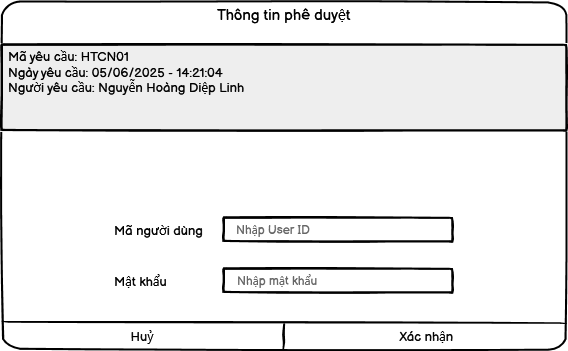 Thông tin phê duyệt
Mã yêu cầu: HTCN01
Ngày yêu cầu: 05/06/2025 - 14:21:04
Người yêu cầu: Nguyễn Hoàng Diệp Linh
Mã người dùng
Nhập User ID
Mật khẩu
Nhập mật khẩu
Huỷ
Xác nhận